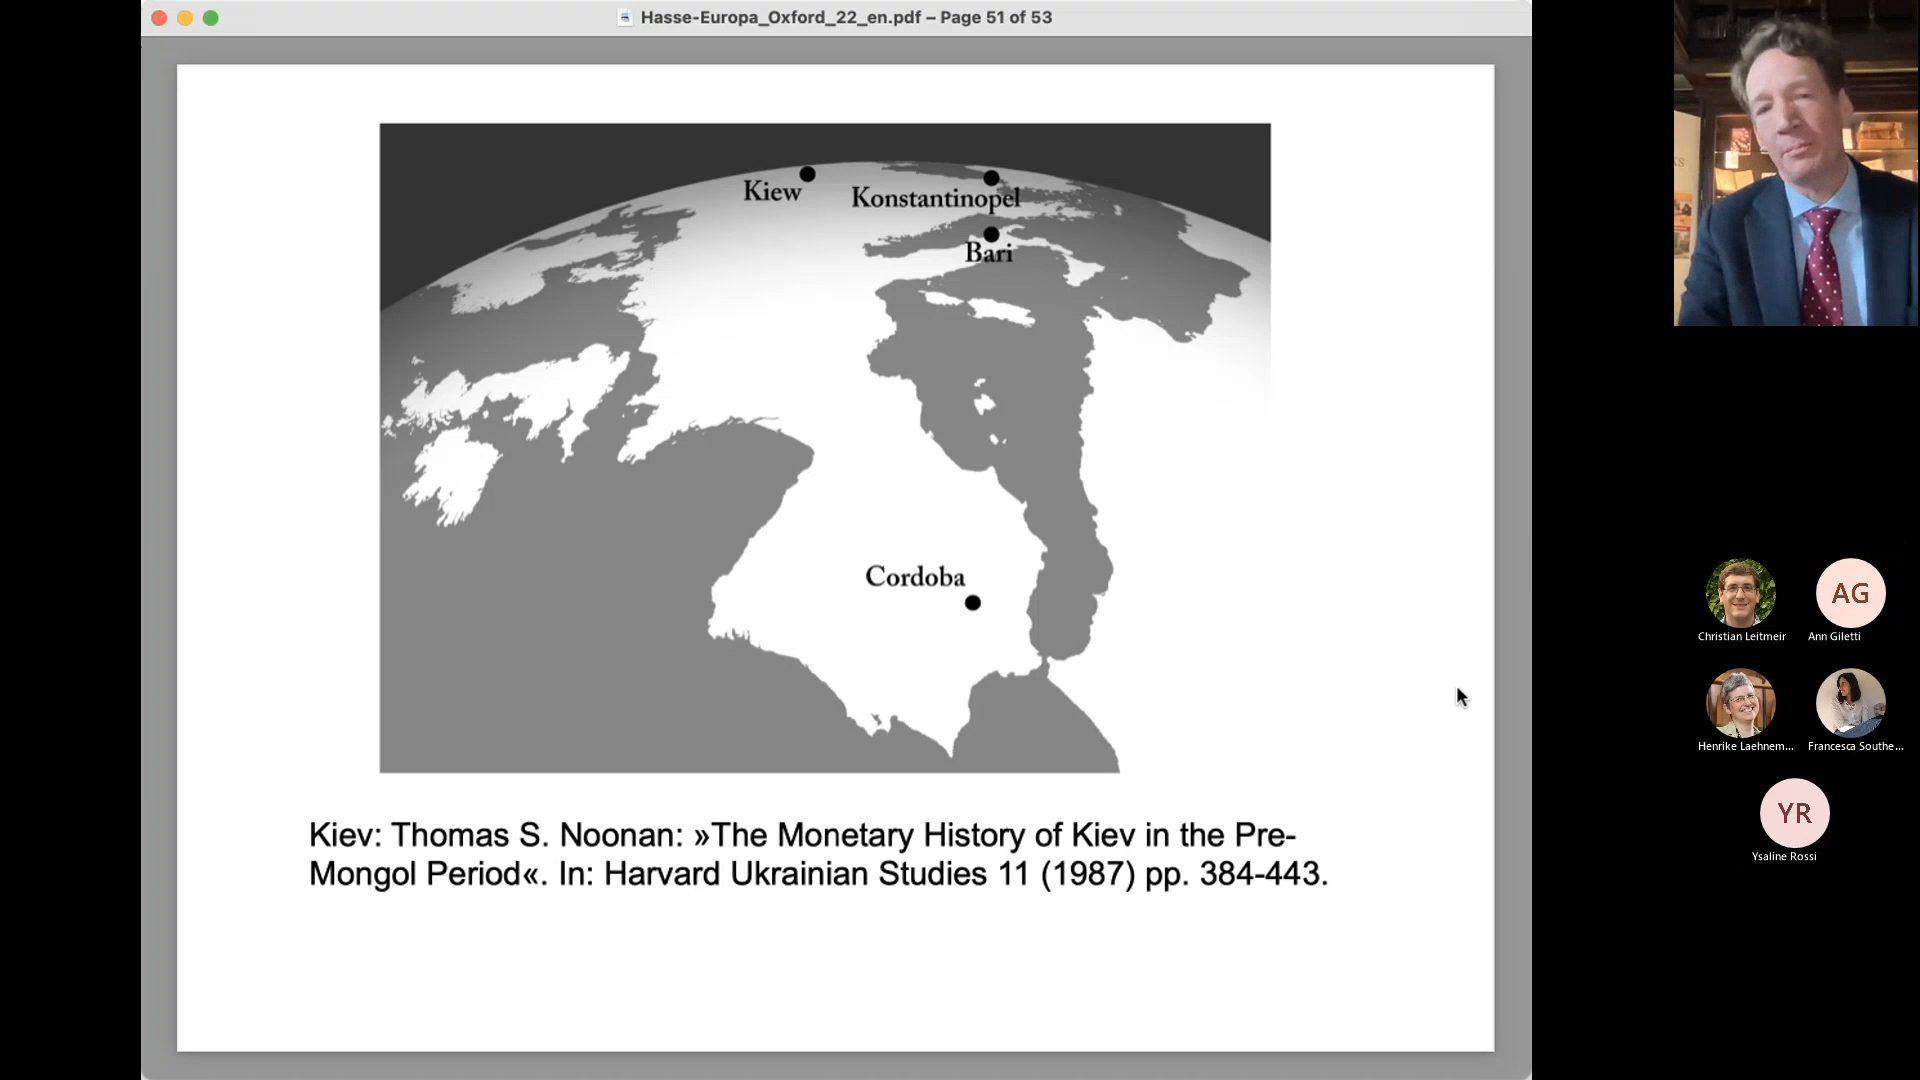 Hasse-Europa_Oxford_22_en.pdf – Page 51 of 53
Kiew
Konstantinopel
Bari
Cordoba
Kiev: Thomas S. Noonan: »The Monetary History of Kiev in the Pre-
Mongol Period«. In: Harvard Ukrainian Studies 11 (1987) pp. 384-443.
AG
Christian Leitmeir
Ann Giletti
Henrike Laehnem...
Francesca Southe...
YR
Ysaline Rossi